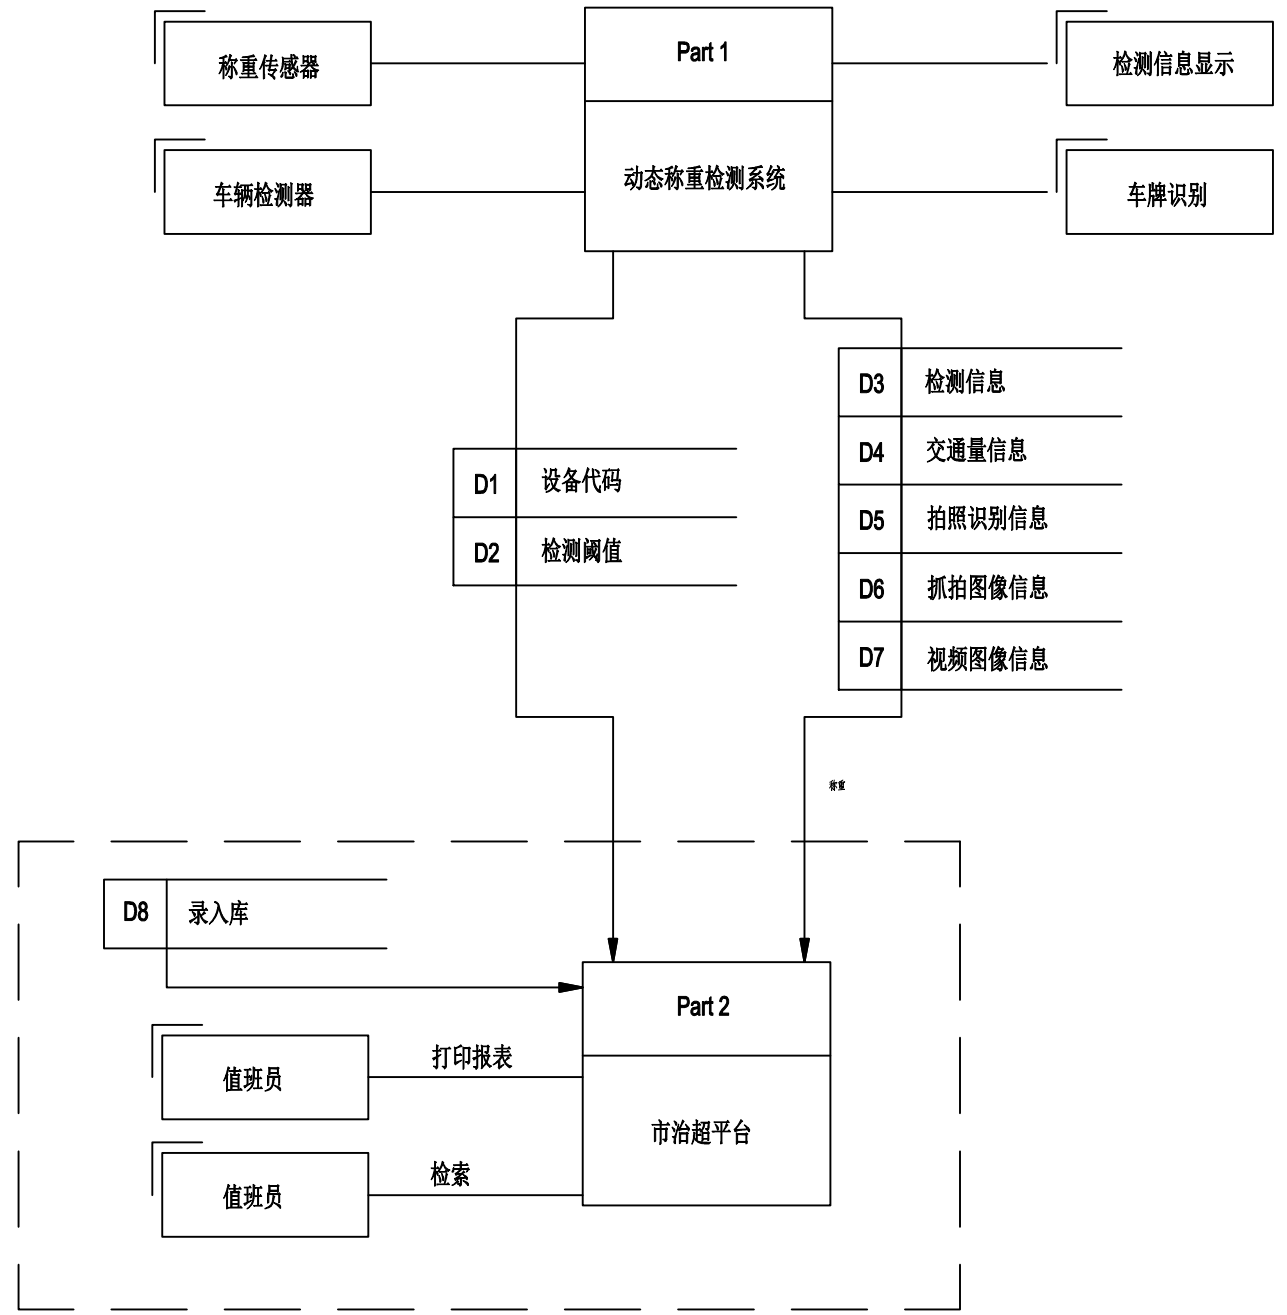 称重传感器
Part 1
检测信息显示
车辆检测器
动态称重检测系统
车牌识别
D3 检测信息
D4 交通量信息
D1 设备代码
D5 拍照识别信息
D2 检测阈值
D6 抓拍图像信息
D7 视频图像信息
称重
D8 录入库
Part 2
值班员
打印报表
市治超平台
值班员
检索